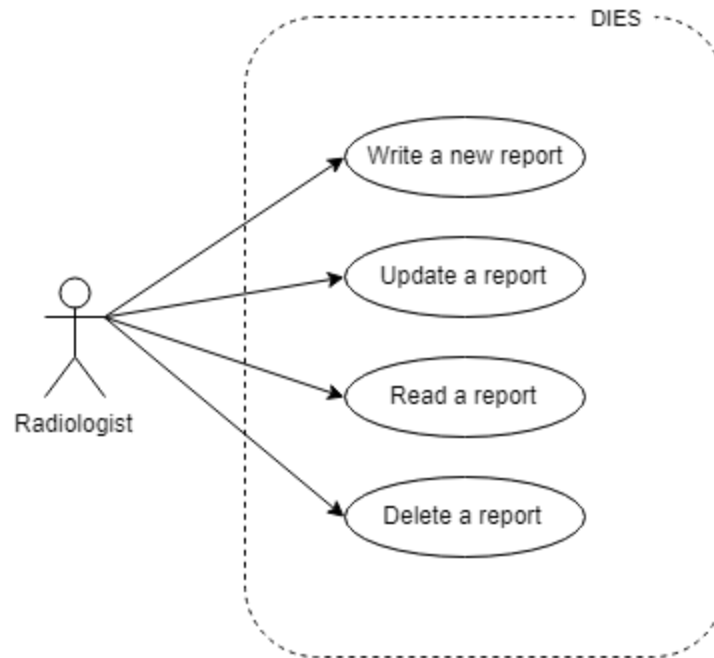 DIES
Write a new report
Update a report
Read a report
Radiologist
Delete a report